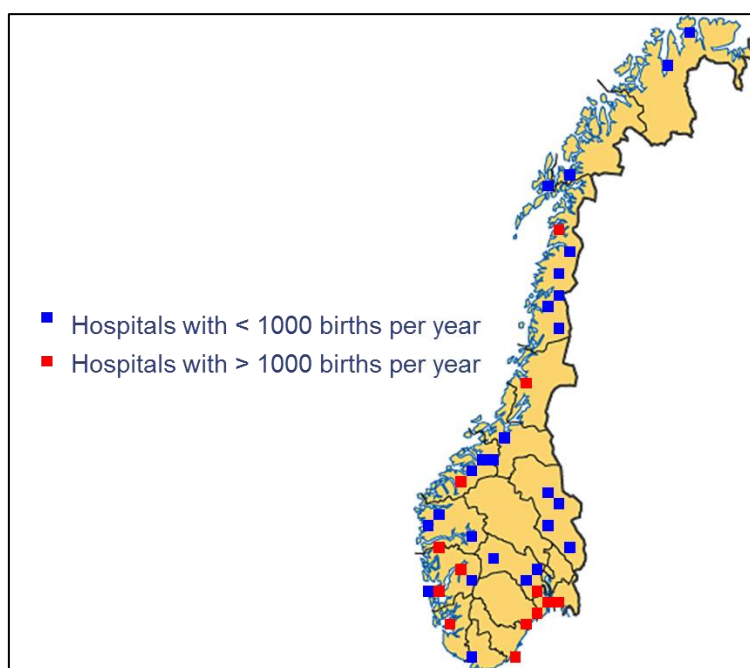 Hospitals with < 1000 births per year
Hospitals with > 1000 births per year